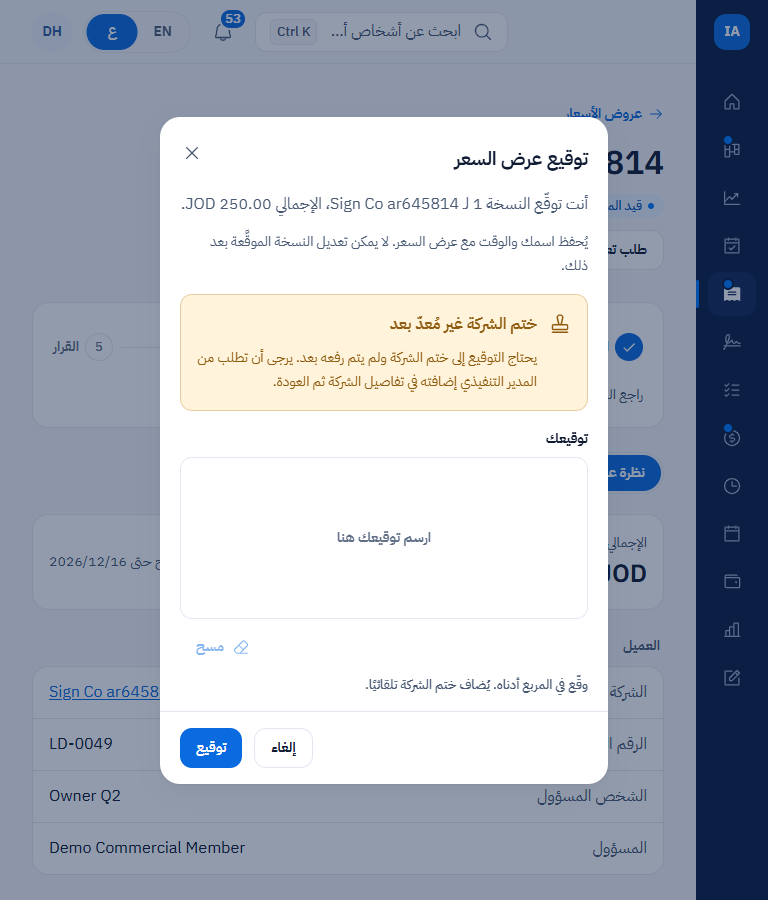 IA
ابحث عن أشخاص أ...
Ctrl K
53
EN
ع
DH
عروض الأسعار
814
قيد
طلب
القرار
5
راجع
نظرة
الإجمالي
JOD
حتى 2026/12/16
العميل
الشركة
Sign Co ar6458
الرقم
LD-0049
الشخص المسؤول
Owner Q2
المسؤول
Demo Commercial Member
توقيع عرض السعر
أنت توقّع النسخة 1 لـ Sign Co ar645814، الإجمالي JOD 250.00.
يُحفظ اسمك والوقت مع عرض السعر. لا يمكن تعديل النسخة الموقَّعة بعد
ذلك.
ختم الشركة غير مُعدّ بعد
يحتاج التوقيع إلى ختم الشركة ولم يتم رفعه بعد. يرجى أن تطلب من
المدير التنفيذي إضافته في تفاصيل الشركة ثم العودة.
توقيعك
ارسم توقيعك هنا
مسح
وقّع في المربع أدناه. يُضاف ختم الشركة تلقائيًا.
إلغاء
توقيع